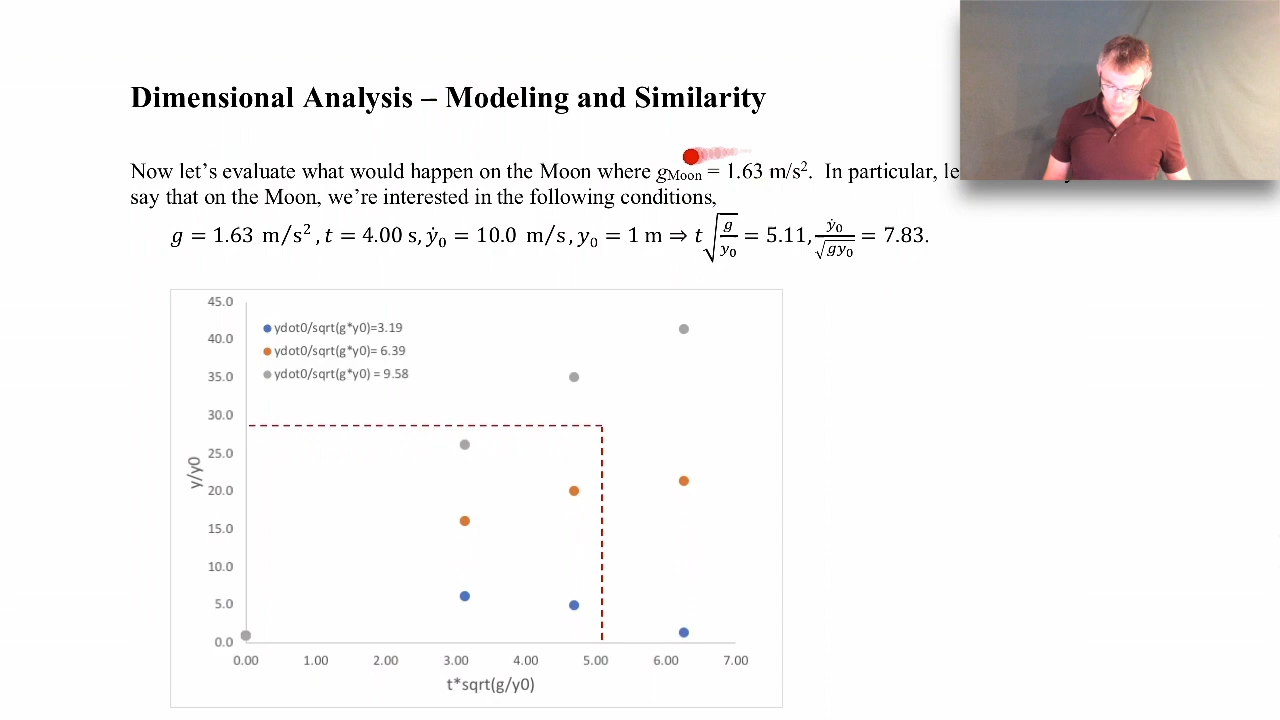 Dimensional Analysis – Modeling and Similarity
Now let's evaluate what would happen on the Moon where gMoon = 1.63 m/s². In particular,
say that on the Moon, we're interested in the following conditions,
g = 1.63 m/s², t = 4.00 s, ẏ₀ = 10.0 m/s, y₀ = 1 m ⇒ t√(g/y₀) = 5.11, ẏ₀/√(gy₀) = 7.83.
45.0
ydot0/sqrt(g*y0)=3.19
40.0
ydot0/sqrt(g*y0)= 6.39
35.0
ydot0/sqrt(g*y0) = 9.58
30.0
25.0
y/y0
20.0
15.0
10.0
5.0
0.0
0.00 1.00 2.00 3.00 4.00 5.00 6.00 7.00
t*sqrt(g/y0)